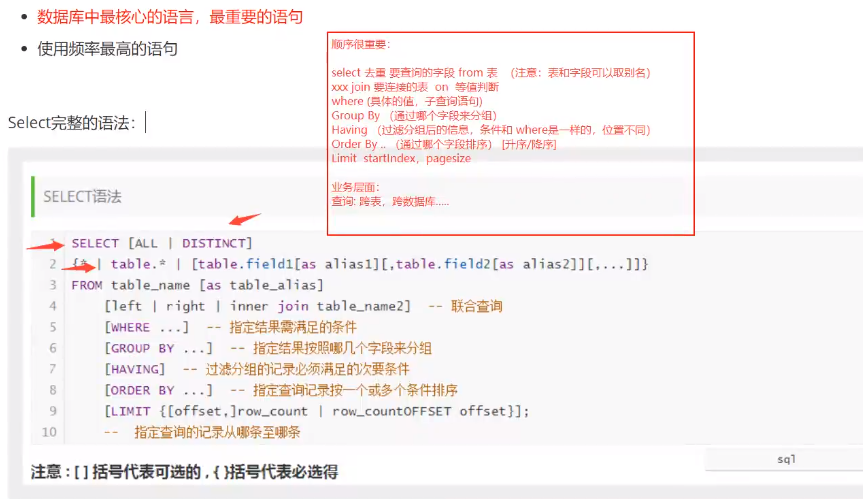 数据库中最核心的语言，最重要的语句
使用频率最高的语句
顺序很重要：
select 去重 要查询的字段 from 表 （注意：表和字段可以取别名）
xxx join 要连接的表 on 等值判断
where (具体的值，子查询语句)
Group By （通过哪个字段来分组）
Having （过滤分组后的信息，条件和 where是一样的，位置不同）
Order By .. （通过哪个字段排序） [升序/降序]
Limit startIndex，pagesize
业务层面：
查询: 跨表，跨数据库.....
Select完整的语法：
SELECT语法
1 SELECT [ALL | DISTINCT]
2 {* | table.* | [table.field1[as alias1][,table.field2[as alias2]][,...]]}
3 FROM table_name [as table_alias]
4 [left | right | inner join table_name2] -- 联合查询
5 [WHERE ...] -- 指定结果需满足的条件
6 [GROUP BY ...] -- 指定结果按照哪几个字段来分组
7 [HAVING] -- 过滤分组的记录必须满足的次要条件
8 [ORDER BY ...] -- 指定查询记录按一个或多个条件排序
9 [LIMIT {[offset,]row_count | row_countOFFSET offset}];
10 -- 指定查询的记录从哪条至哪条
sql
注意 : [ ] 括号代表可选的 , { }括号代表必选得